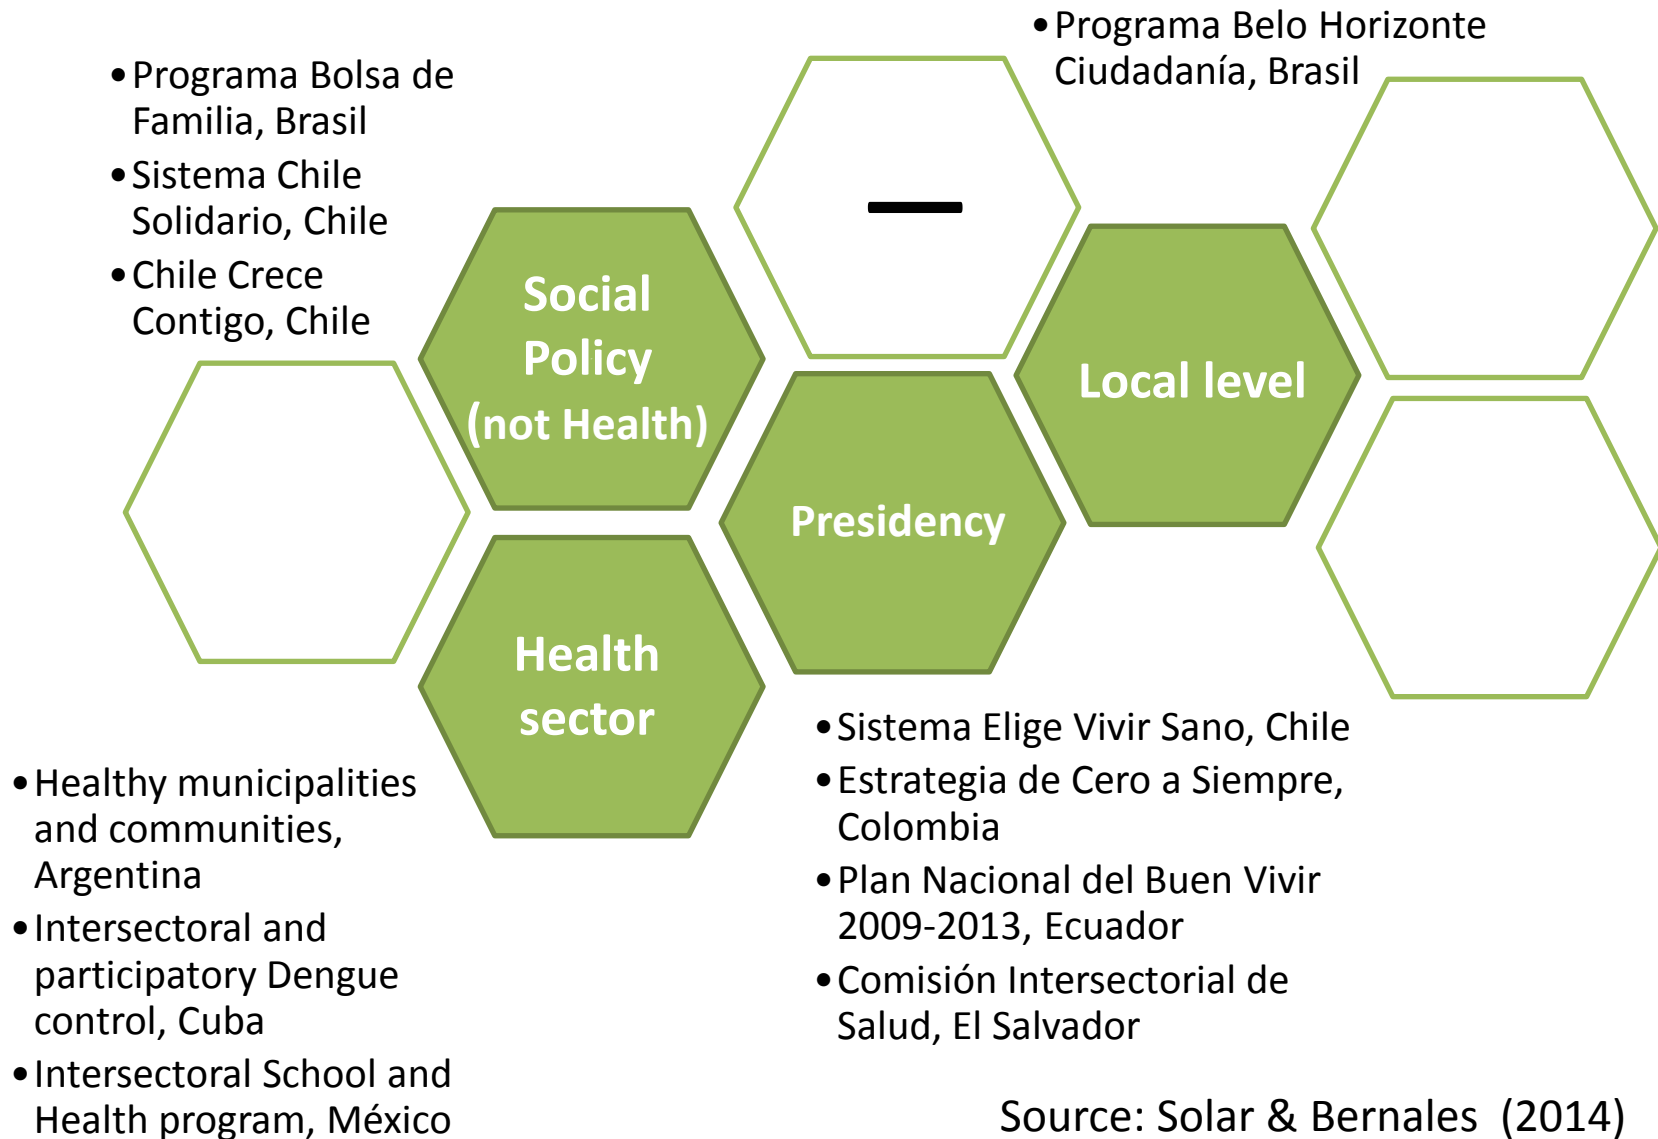 •Programa Bolsa de
Familia, Brasil
•Sistema Chile
Solidario, Chile
•Chile Crece
Contigo, Chile
•Programa Belo Horizonte
Ciudadanía, Brasil
Social
Policy
(not Health)
Local level
Presidency
Health
sector
•Healthy municipalities
and communities,
Argentina
•Intersectoral and
participatory Dengue
control, Cuba
•Intersectoral School and
Health program, México
•Sistema Elige Vivir Sano, Chile
•Estrategia de Cero a Siempre,
Colombia
•Plan Nacional del Buen Vivir
2009-2013, Ecuador
•Comisión Intersectorial de
Salud, El Salvador
Source: Solar & Bernales (2014)